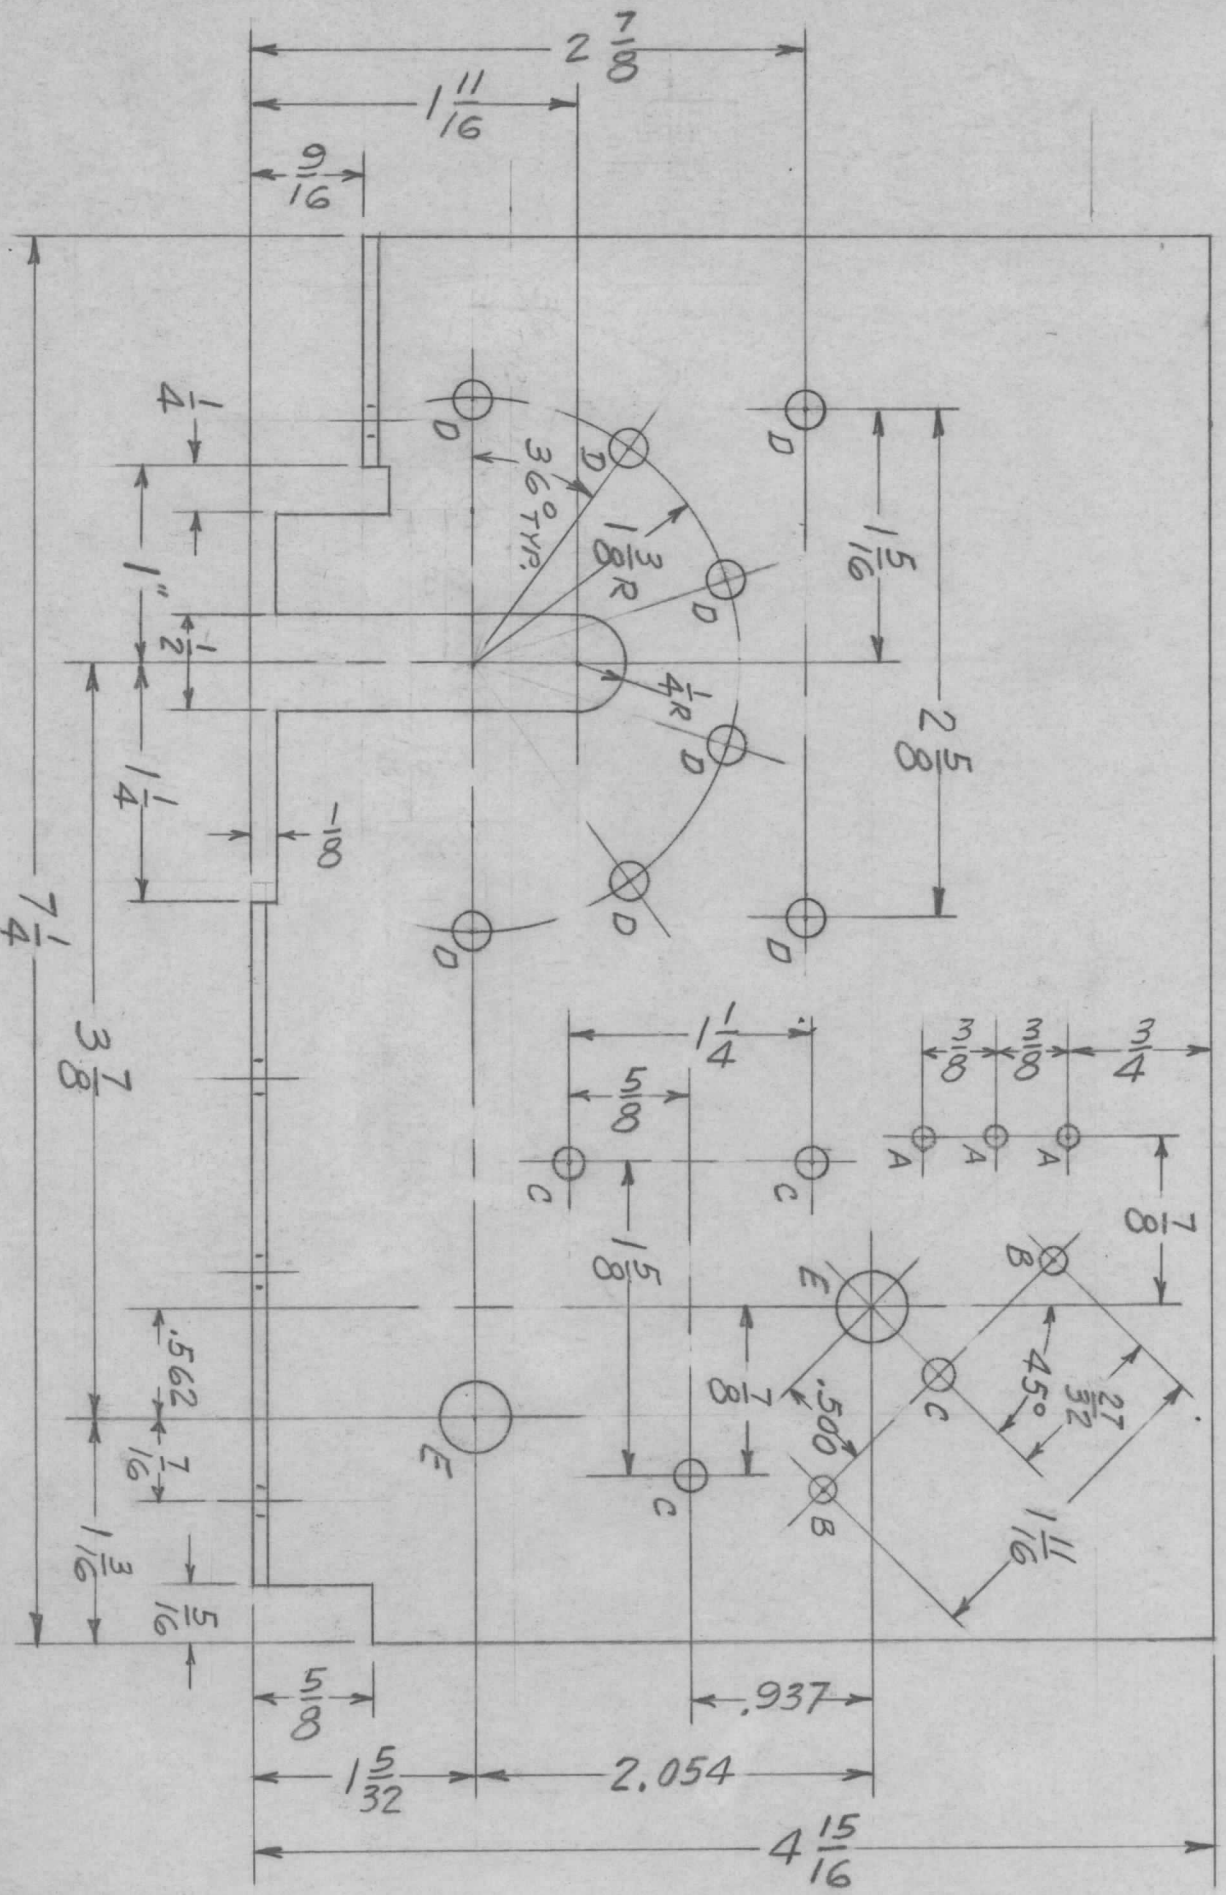 2 7/8
1 11/16
9/16
1/4
1"
1/2
1 1/4
1/8
7 1/4
3 7/8
.562
7/16
1 3/16
5/16
5/8
1 5/32
2.054
.937
4 15/16
D
D
36° TYP.
1 3/8 R
D
D
1/4 R
D
D
D
D
1 5/16
2 5/8
1 1/4
5/8
C
C
1 5/8
7/8
C
3/8
3/8
3/4
A
A
A
7/8
B
E
C
45°
27/32
.500
B
1 11/16
E